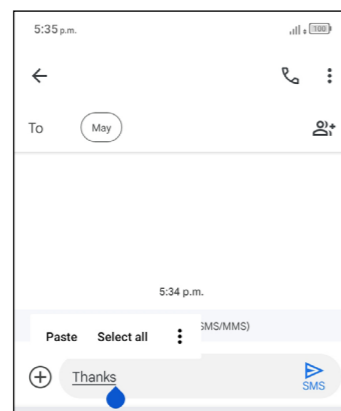 5:35 p.m.
100
To May
5:34 p.m.
SMS/MMS)
Paste Select all
Thanks
SMS